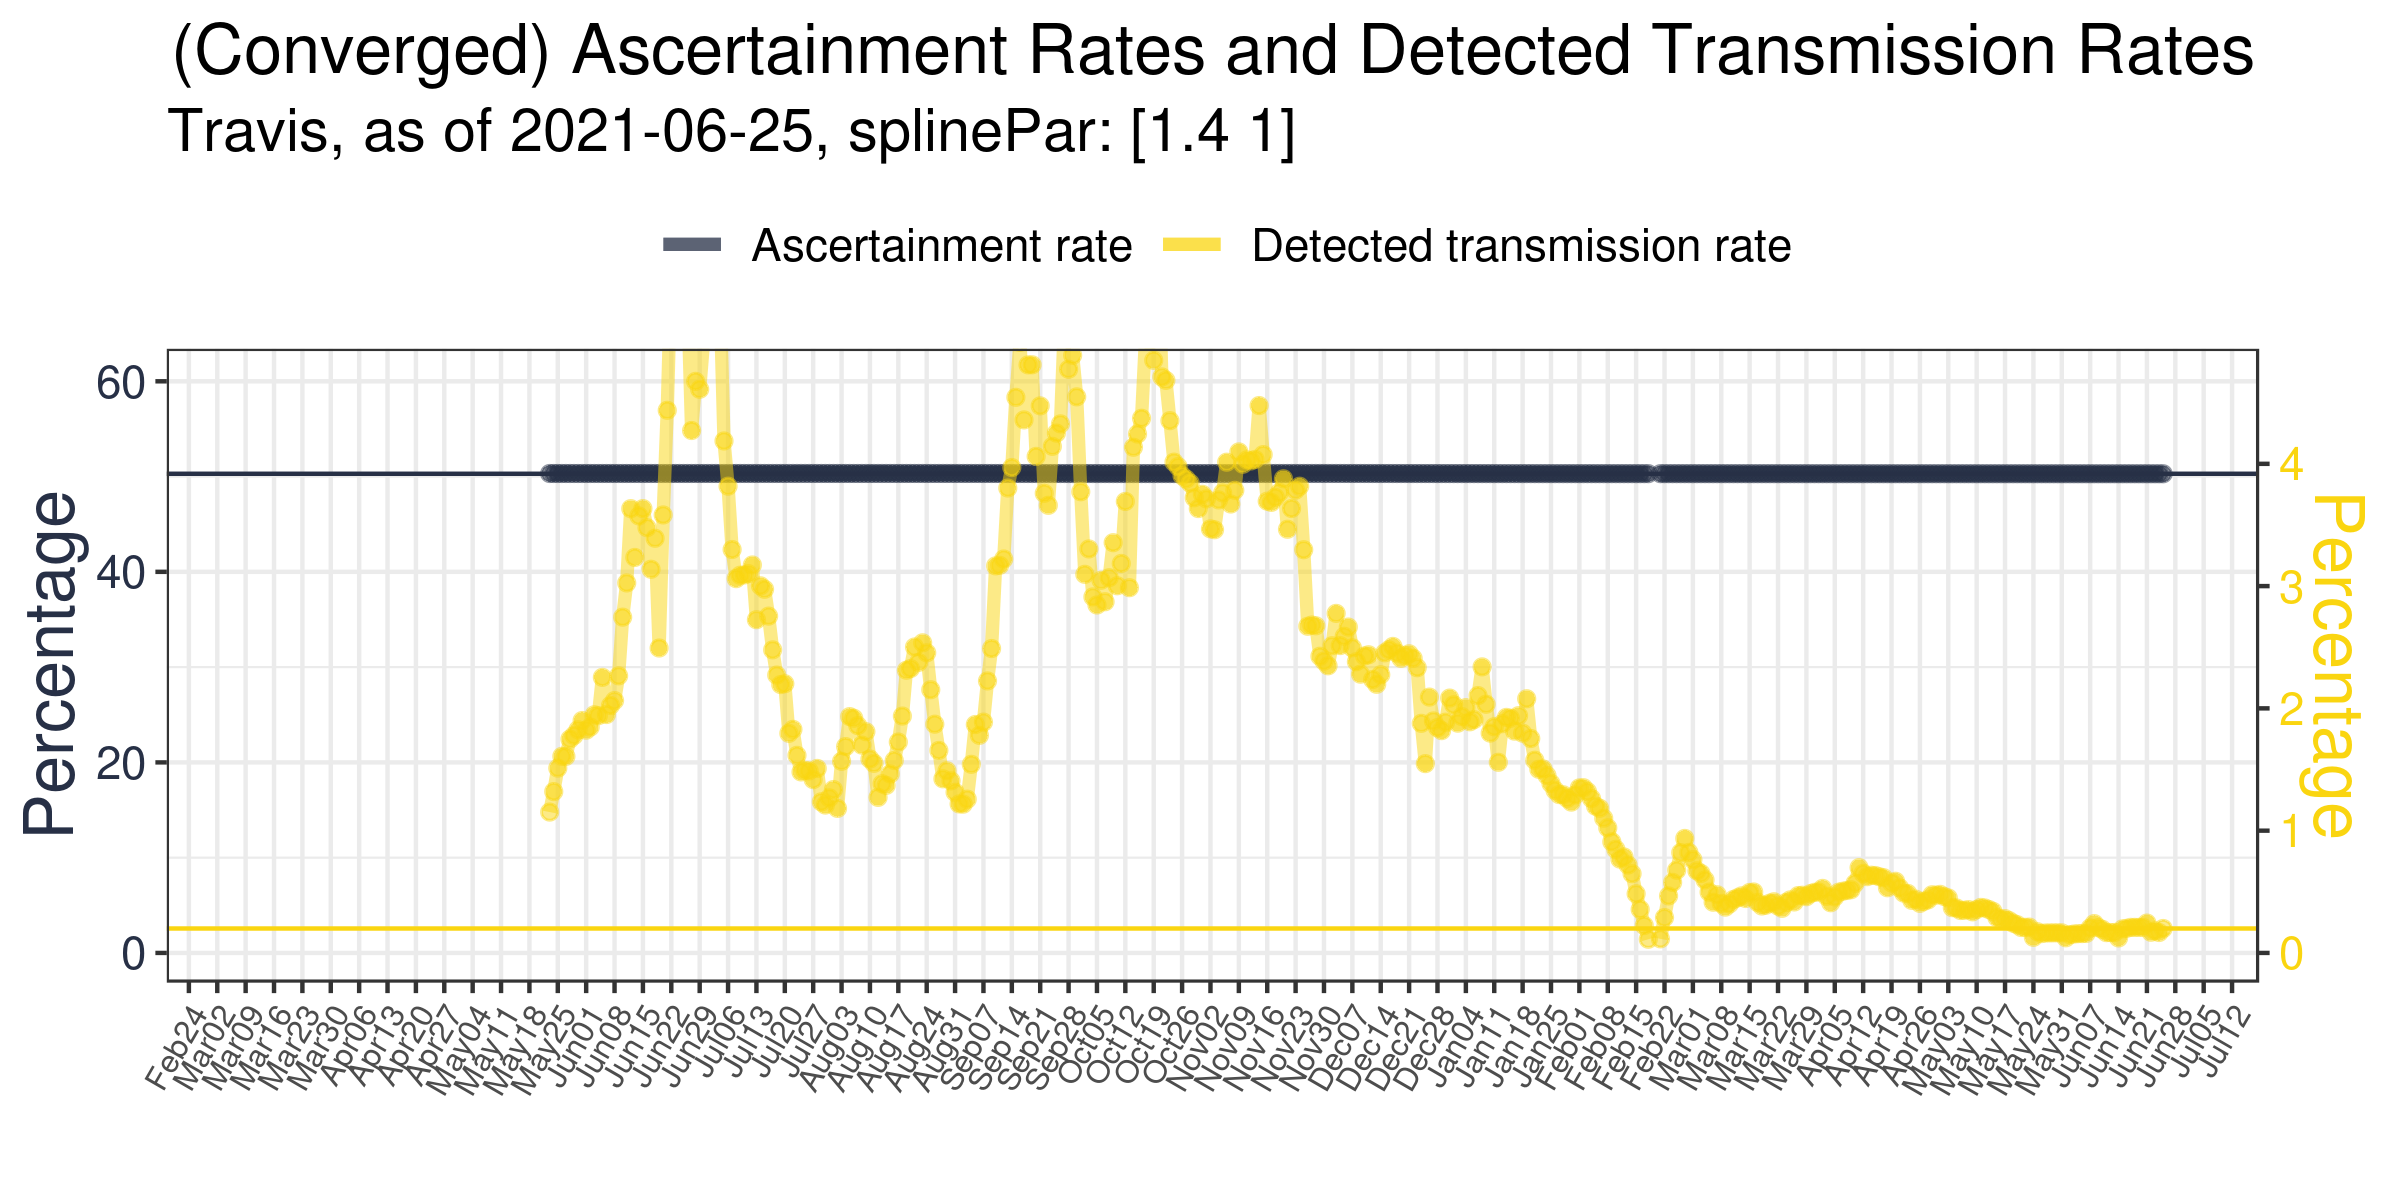 (Converged) Ascertainment Rates and Detected Transmission Rates
Travis, as of 2021-06-25, splinePar: [1.4 1]
Ascertainment rate
Detected transmission rate
Percentage
60
40
20
0
4
3
2
1
0
Percentage
Feb24
Mar02
Mar09
Mar16
Mar23
Mar30
Apr06
Apr13
Apr20
Apr27
May04
May11
May18
May25
Jun01
Jun08
Jun15
Jun22
Jun29
Jul06
Jul13
Jul20
Jul27
Aug03
Aug10
Aug17
Aug24
Aug31
Sep07
Sep14
Sep21
Sep28
Oct05
Oct12
Oct19
Oct26
Nov02
Nov09
Nov16
Nov23
Nov30
Dec07
Dec14
Dec21
Dec28
Jan04
Jan11
Jan18
Jan25
Feb01
Feb08
Feb15
Feb22
Mar01
Mar08
Mar15
Mar22
Mar29
Apr05
Apr12
Apr19
Apr26
May03
May10
May17
May24
May31
Jun07
Jun14
Jun21
Jun28
Jul05
Jul12